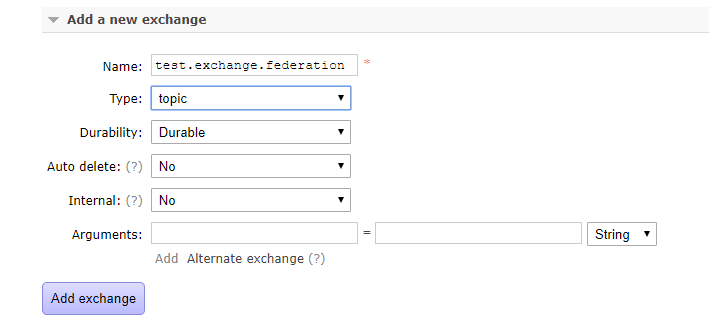 Add a new exchange
Name: test.exchange.federation *
Type: topic
Durability: Durable
Auto delete: (?) No
Internal: (?) No
Arguments: = String
Add Alternate exchange (?)
Add exchange